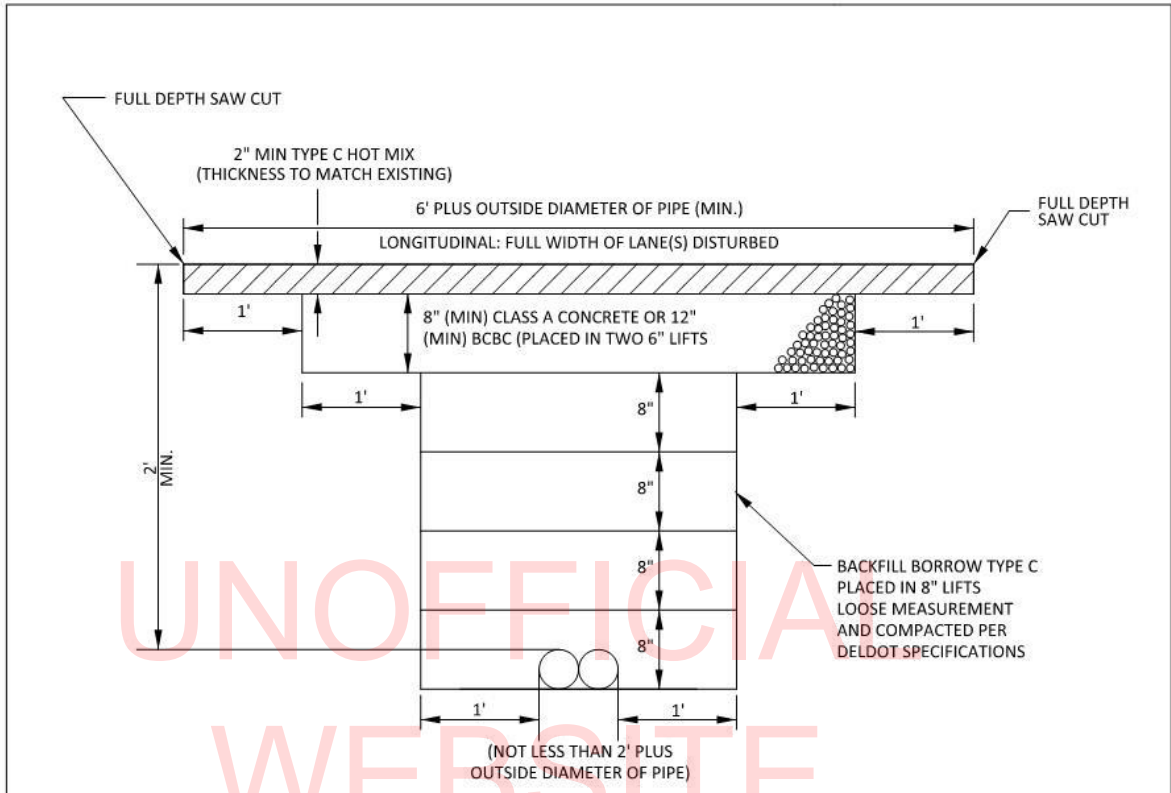 FULL DEPTH SAW CUT
2" MIN TYPE C HOT MIX
(THICKNESS TO MATCH EXISTING)
6' PLUS OUTSIDE DIAMETER OF PIPE (MIN.)
FULL DEPTH
SAW CUT
LONGITUDINAL: FULL WIDTH OF LANE(S) DISTURBED
1'
8" (MIN) CLASS A CONCRETE OR 12"
(MIN) BCBC (PLACED IN TWO 6" LIFTS
1'
1'
1'
8"
2'
MIN.
8"
8"
8"
BACKFILL BORROW TYPE C
PLACED IN 8" LIFTS
LOOSE MEASUREMENT
AND COMPACTED PER
DELDOT SPECIFICATIONS
UNOFFICIAL
1'
1'
(NOT LESS THAN 2' PLUS
OUTSIDE DIAMETER OF PIPE)
WEBSITE